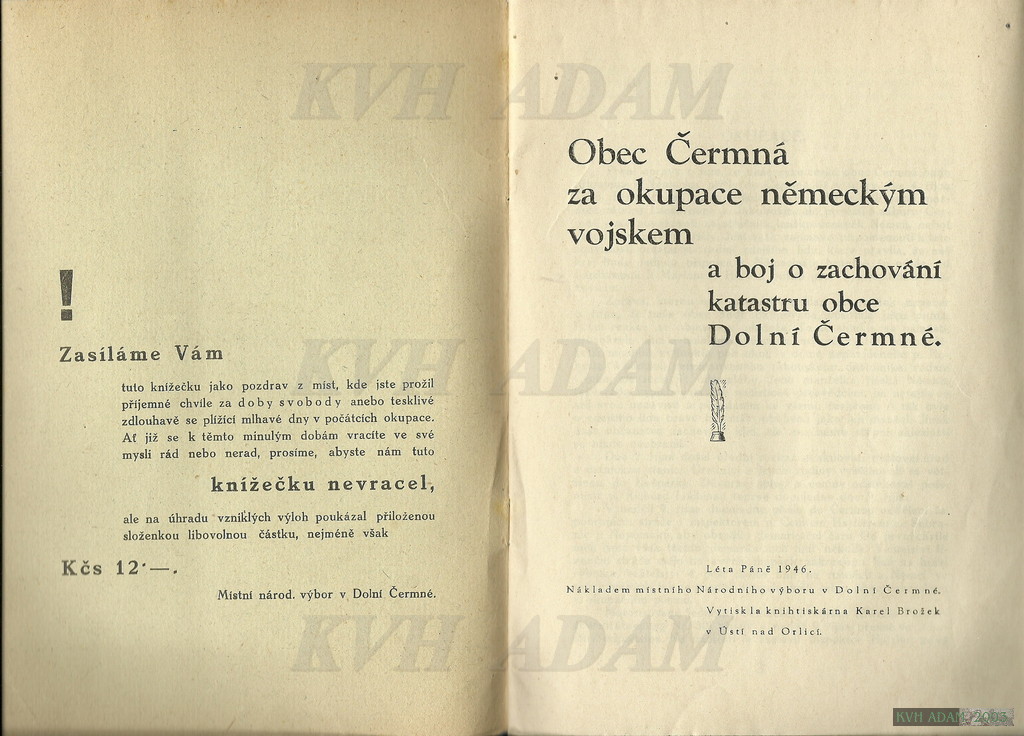 !
Zasíláme Vám
tuto knížečku jako pozdrav z míst, kde jste prožil
příjemné chvíle za doby svobody anebo tesklivé
zdlouhavě se plížící mlhavé dny v počátcích okupace.
Ať již se k těmto minulým dobám vracíte ve své
mysli rád nebo nerad, prosíme, abyste nám tuto
knížečku nevracel,
ale na úhradu vzniklých výloh poukázal přiloženou
složenkou libovolnou částku, nejméně však
Kčs 12·—.
Místní národ. výbor v Dolní Čermné.
Obec Čermná
za okupace německým
vojskem
a boj o zachování
katastru obce
Dolní Čermné.
Léta Páně 1946.
Nákladem místního Národního výboru v Dolní Čermné.
Vytiskla knihtiskárna Karel Brožek
v Ústí nad Orlicí.
KVH ADAM
KVH ADAM
KVH ADAM
KVH ADAM